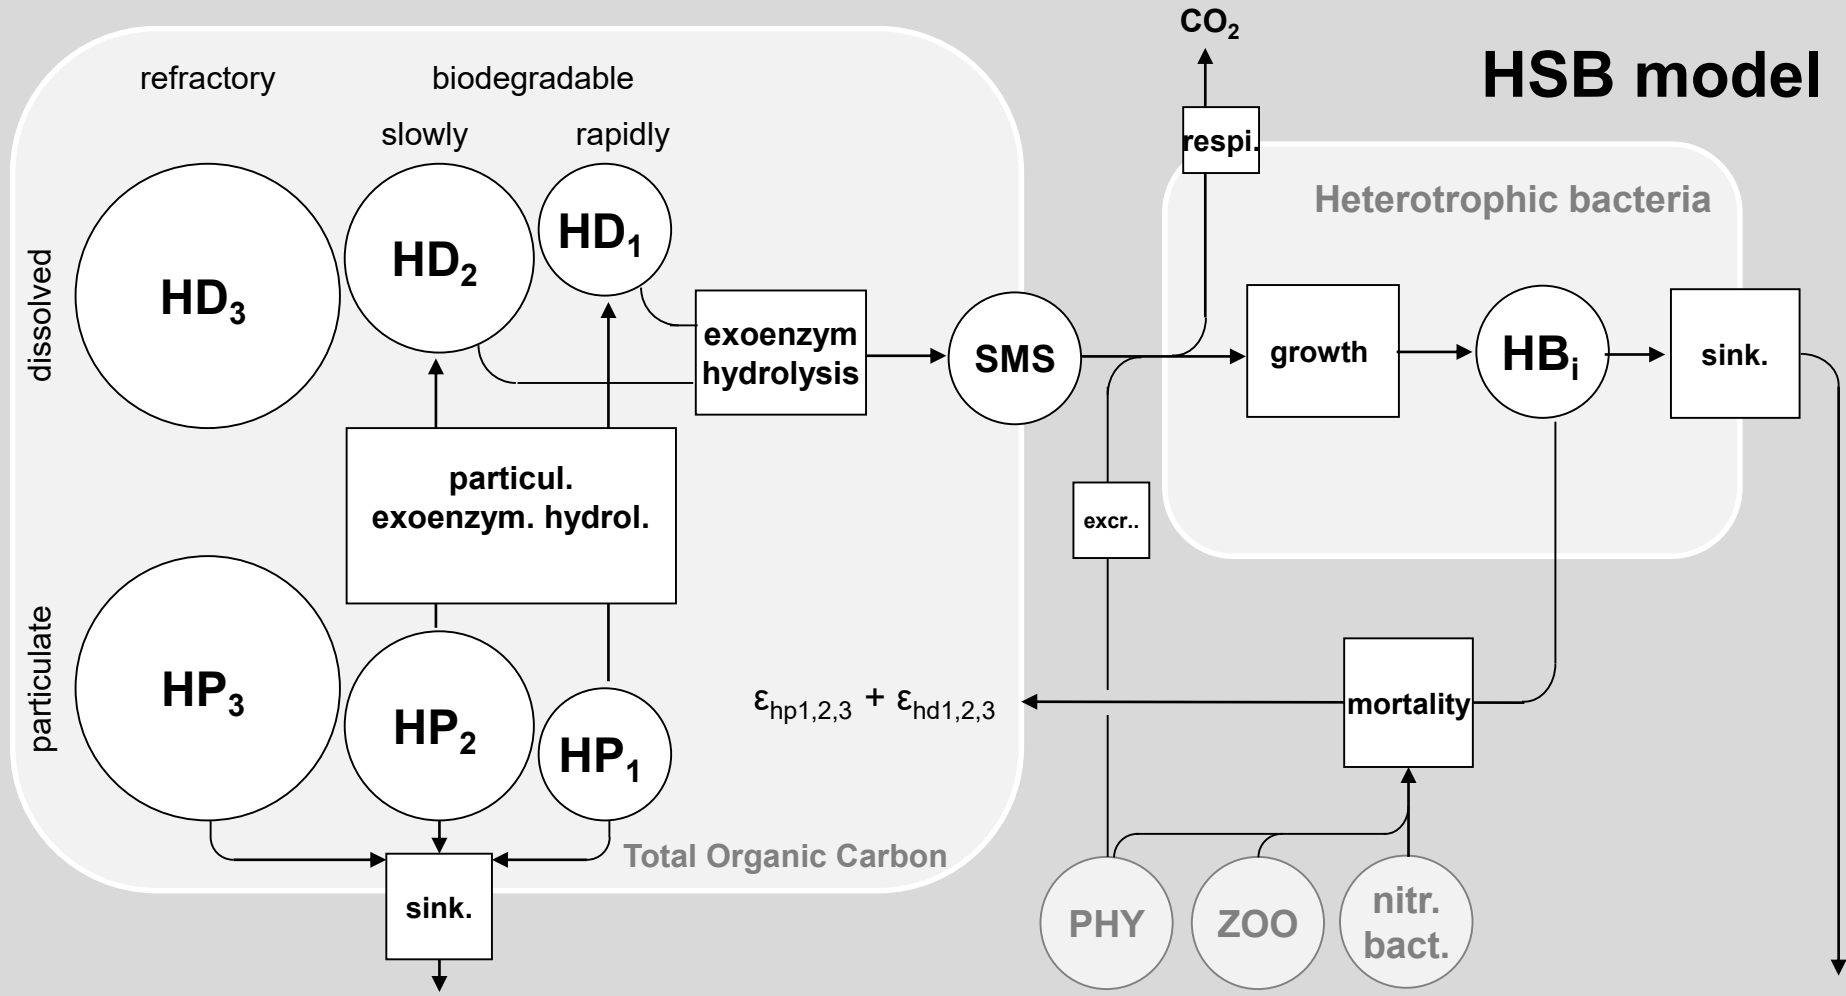 CO₂
HSB model
refractory
biodegradable
slowly
rapidly
respi.
Heterotrophic bacteria
dissolved
HD₃
HD₂
HD₁
exoenzym
hydrolysis
SMS
growth
HBᵢ
sink.
particul.
exoenzym. hydrol.
excr..
particulate
HP₃
HP₂
HP₁
εhp1,2,3 + εhd1,2,3
mortality
Total Organic Carbon
sink.
PHY
ZOO
nitr.
bact.